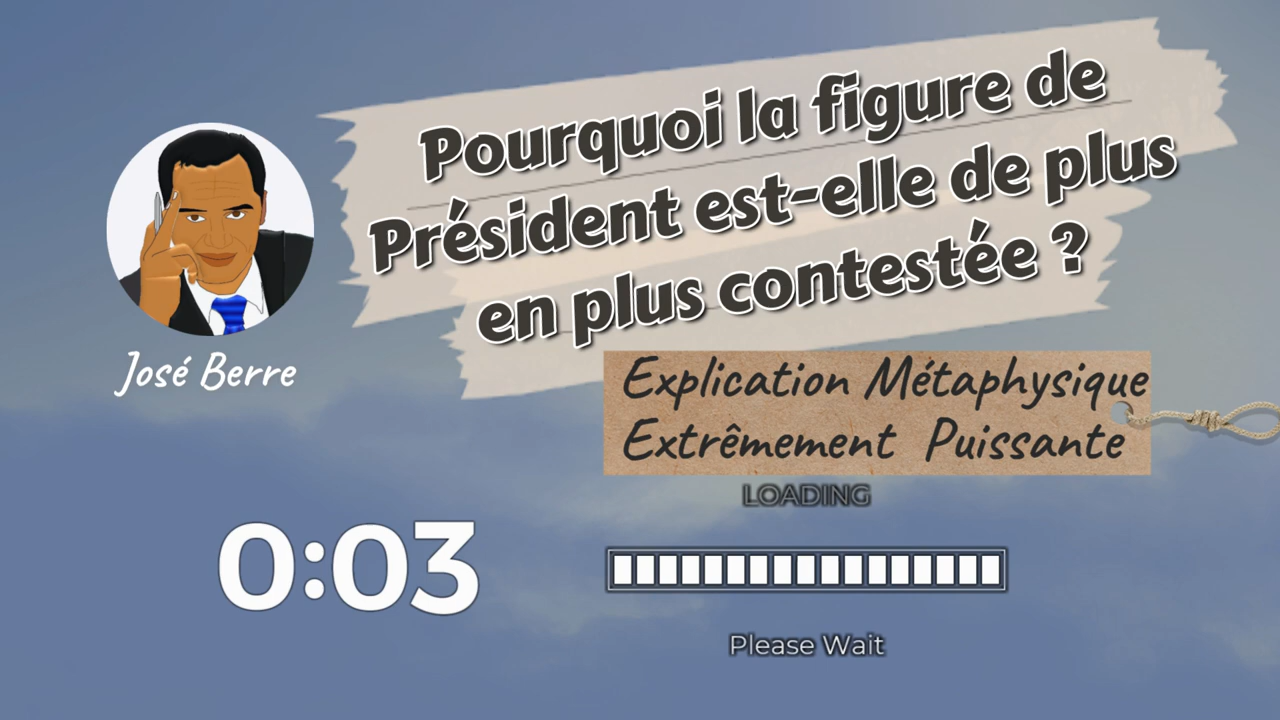 Pourquoi la figure de
Président est-elle de plus
en plus contestée ?
José Berre
Explication Métaphysique
Extrêmement Puissante
LOADING
0:03
Please Wait